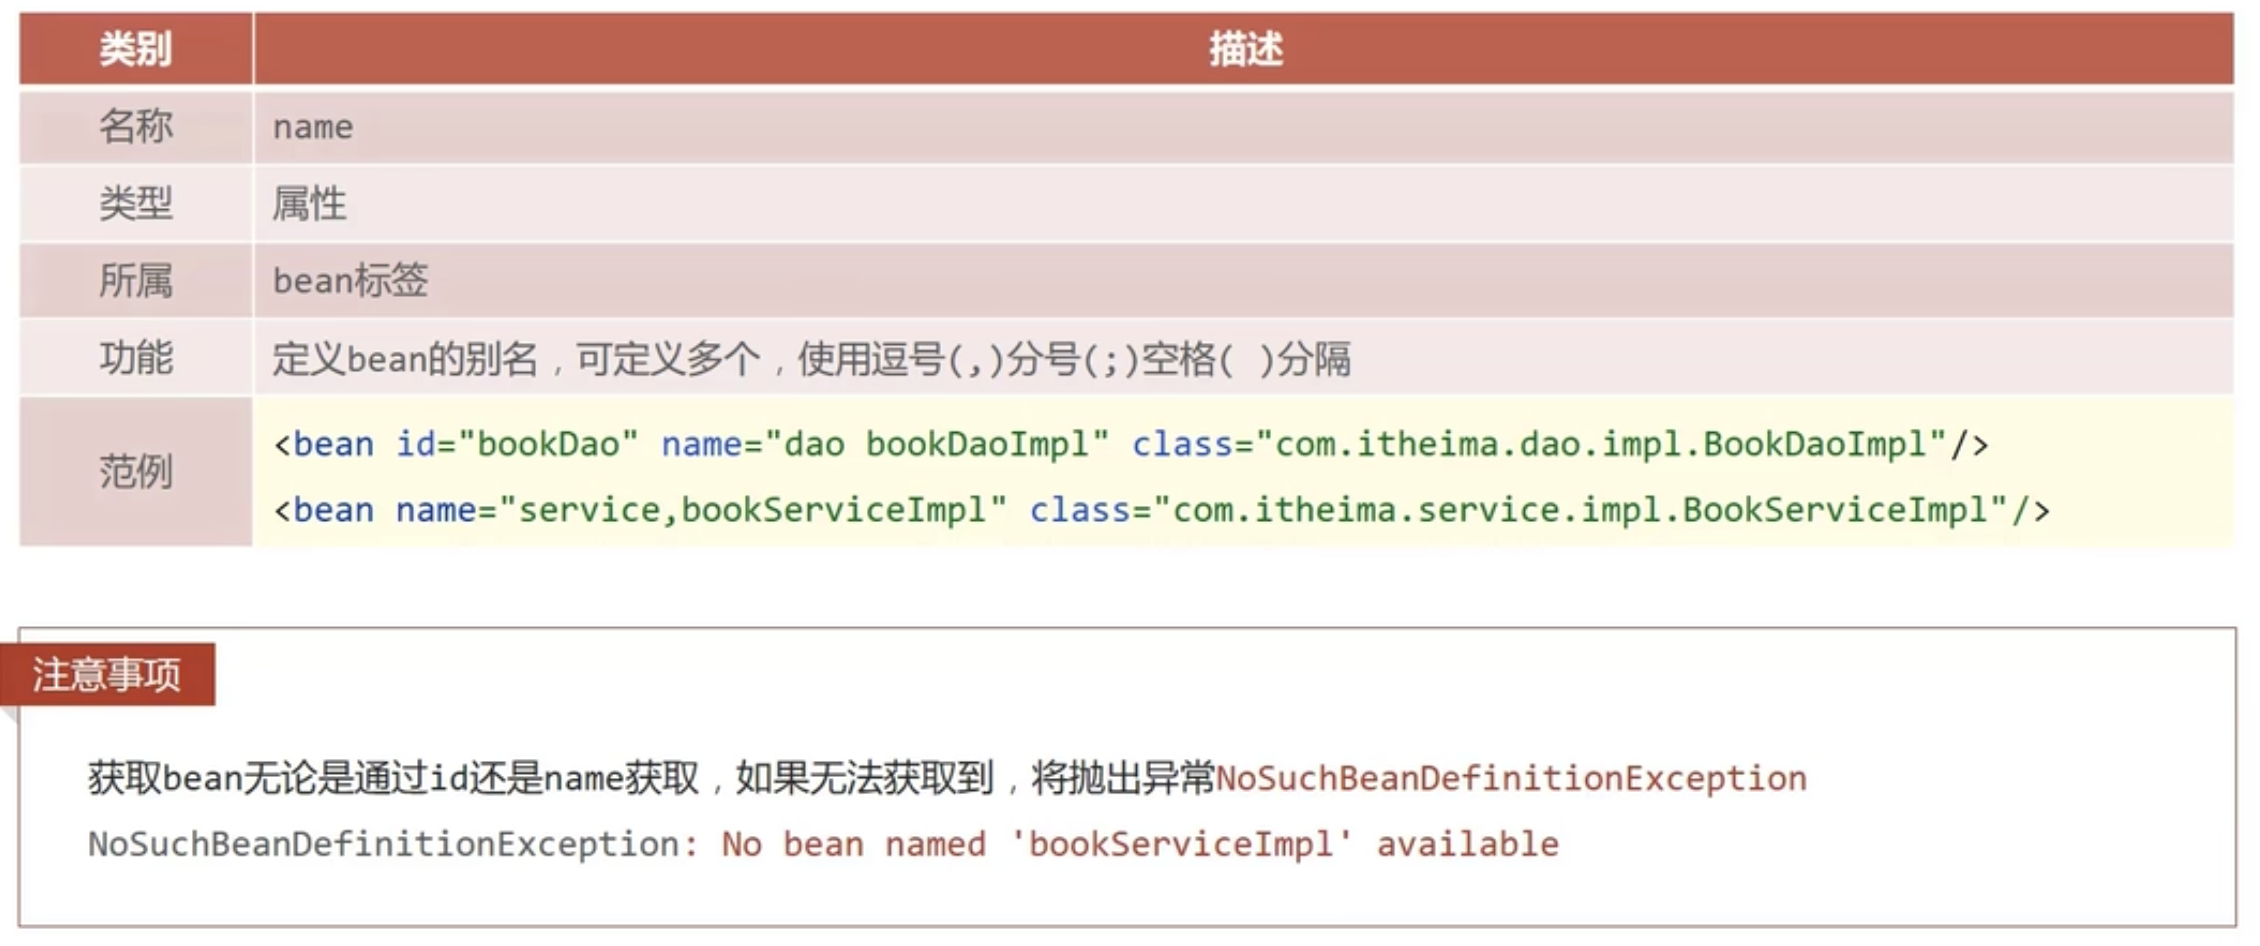 类别 描述
名称 name
类型 属性
所属 bean标签
功能 定义bean的别名，可定义多个，使用逗号(,)分号(;)空格( )分隔
范例
<bean id="bookDao" name="dao bookDaoImpl" class="com.itheima.dao.impl.BookDaoImpl"/>
<bean name="service,bookServiceImpl" class="com.itheima.service.impl.BookServiceImpl"/>
注意事项
获取bean无论是通过id还是name获取，如果无法获取到，将抛出异常NoSuchBeanDefinitionException
NoSuchBeanDefinitionException: No bean named 'bookServiceImpl' available